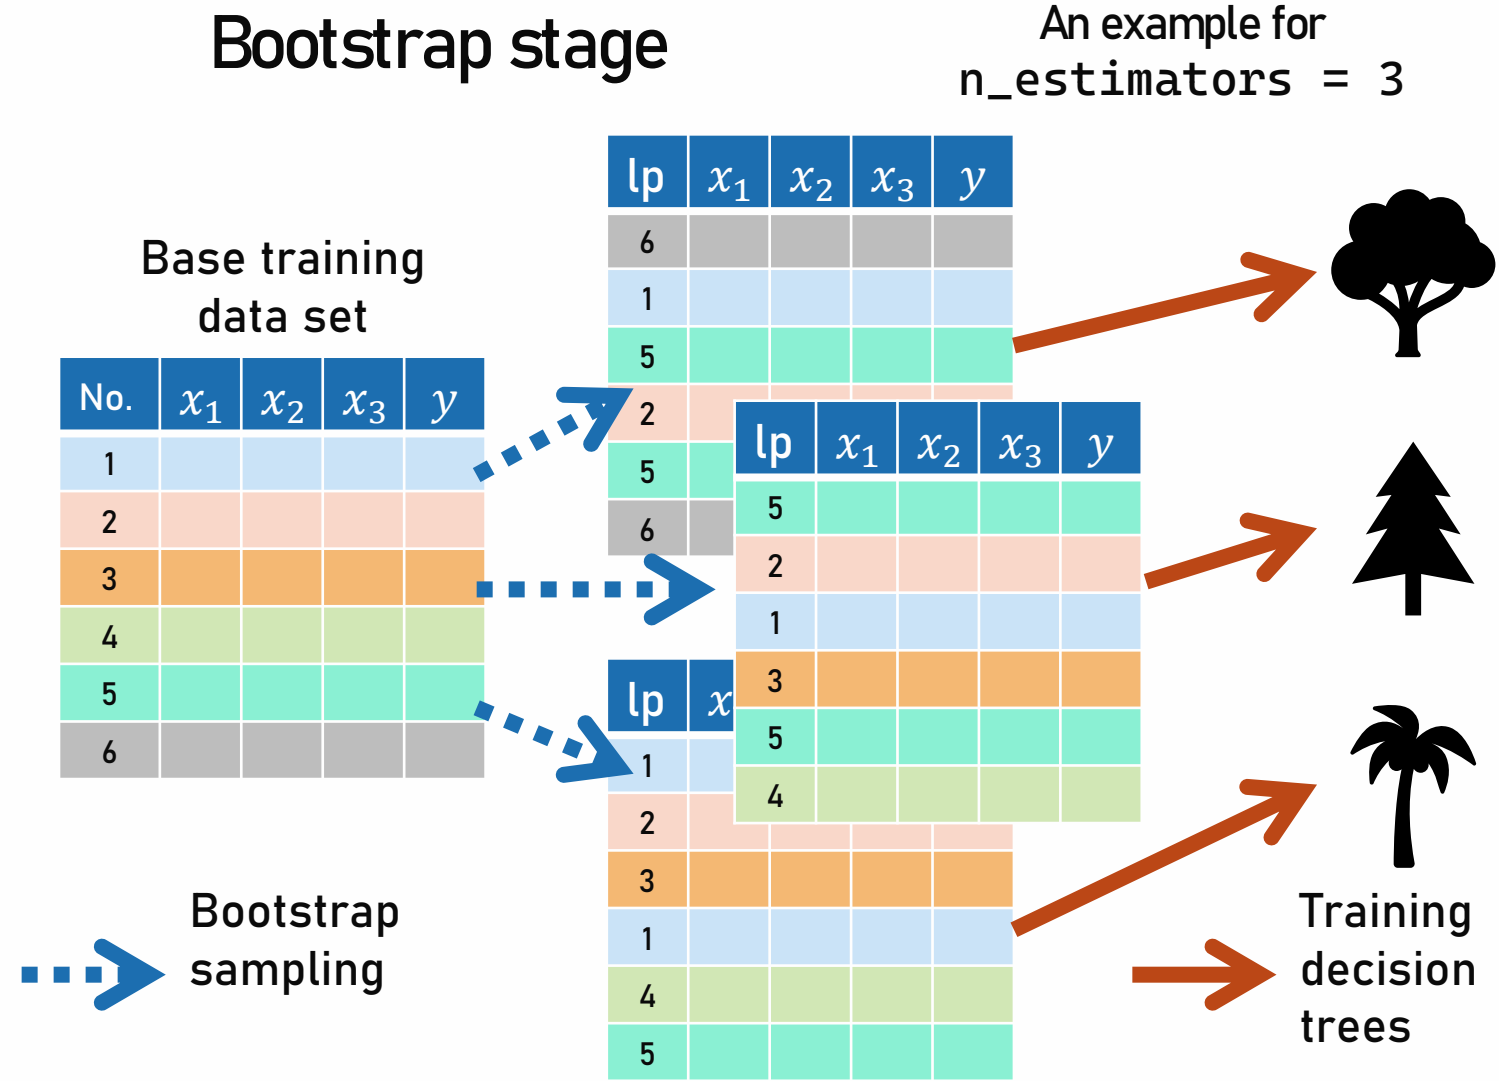 Bootstrap stage
An example for
n_estimators = 3
Base training
data set
No. x₁ x₂ x₃ y
1
2
3
4
5
6
lp x₁ x₂ x₃ y
6
1
5
2
5
6
lp x₁ x₂ x₃ y
5
2
1
3
5
4
lp x
1
2
3
1
4
5
Bootstrap
sampling
Training
decision
trees